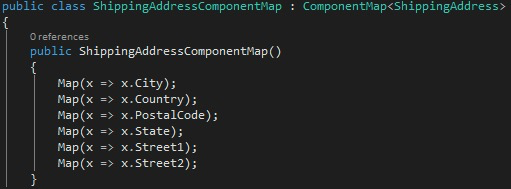 public class ShippingAddressComponentMap : ComponentMap<ShippingAddress>
{
0 references
public ShippingAddressComponentMap()
{
Map(x => x.City);
Map(x => x.Country);
Map(x => x.PostalCode);
Map(x => x.State);
Map(x => x.Street1);
Map(x => x.Street2);
}